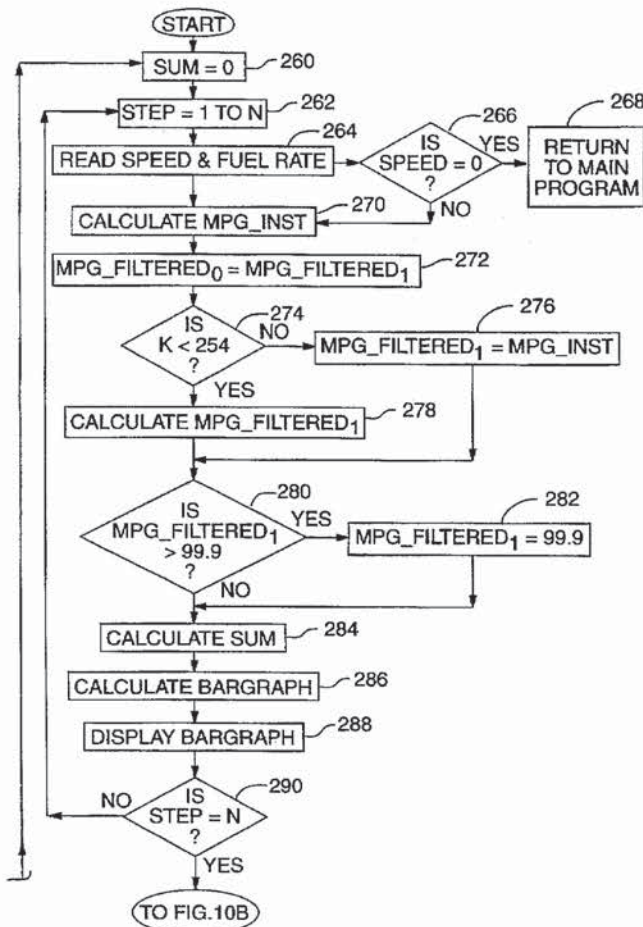 START
SUM = 0
260
STEP = 1 TO N
262
264
READ SPEED & FUEL RATE
266
IS
SPEED = 0
?
YES
NO
268
RETURN
TO MAIN
PROGRAM
CALCULATE MPG_INST
270
MPG_FILTERED0 = MPG_FILTERED1
272
274
IS
K < 254
?
NO
YES
276
MPG_FILTERED1 = MPG_INST
CALCULATE MPG_FILTERED1
278
280
IS
MPG_FILTERED1
> 99.9
?
YES
NO
282
MPG_FILTERED1 = 99.9
CALCULATE SUM
284
CALCULATE BARGRAPH
286
DISPLAY BARGRAPH
288
290
NO
IS
STEP = N
?
YES
TO FIG.10B